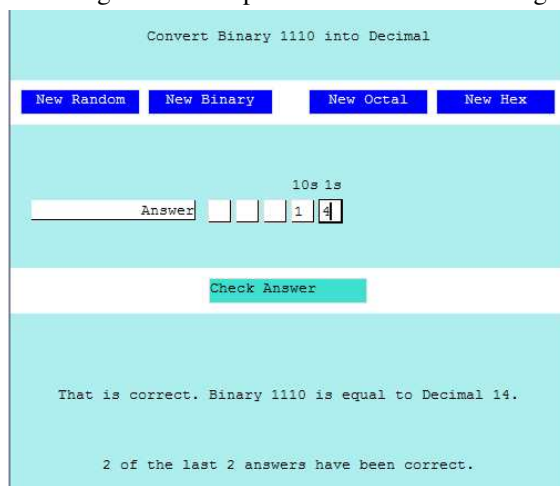 Convert Binary 1110 into Decimal
New Random New Binary New Octal New Hex
10s 1s
Answer 1 4
Check Answer
That is correct. Binary 1110 is equal to Decimal 14.
2 of the last 2 answers have been correct.